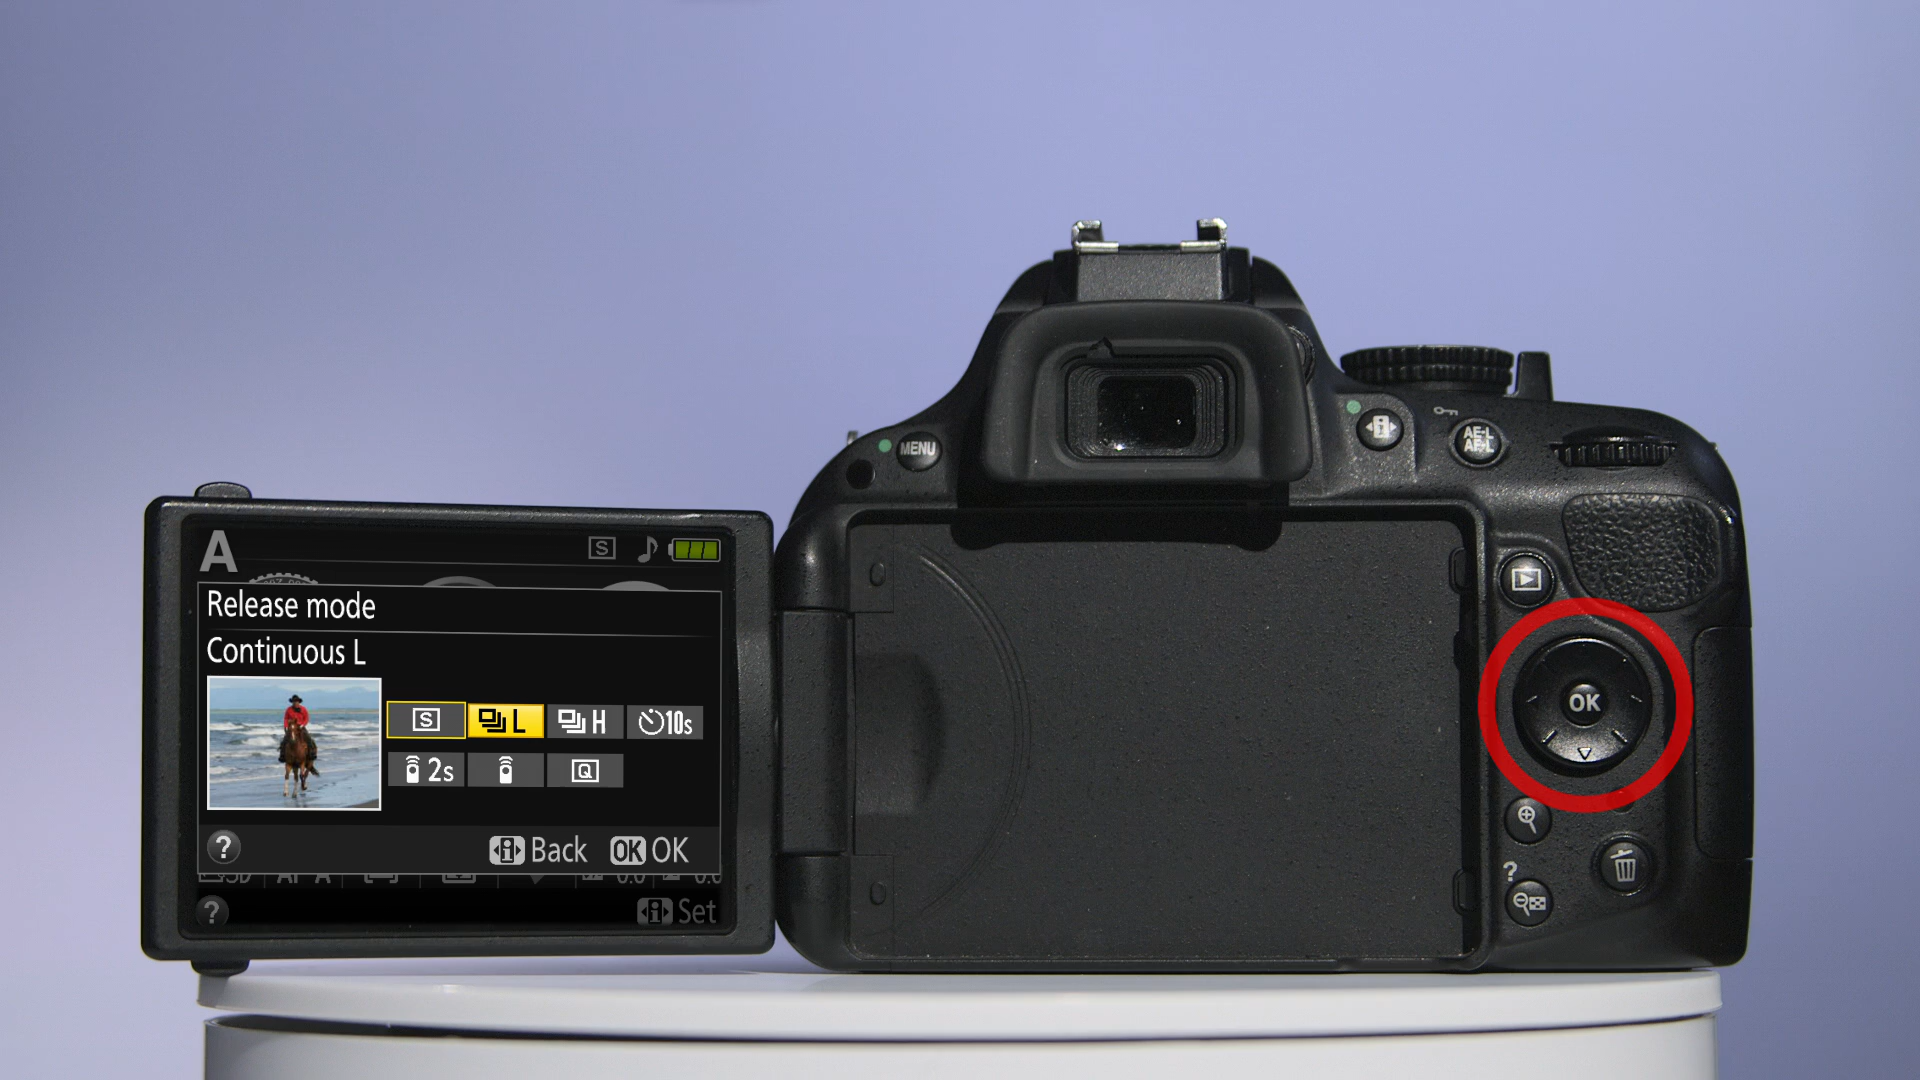 MENU
AE-L
AF-L
A
S
Release mode
Continuous L
S L H 10s
2s Q
? i Back OK OK
? i Set
OK
?
i